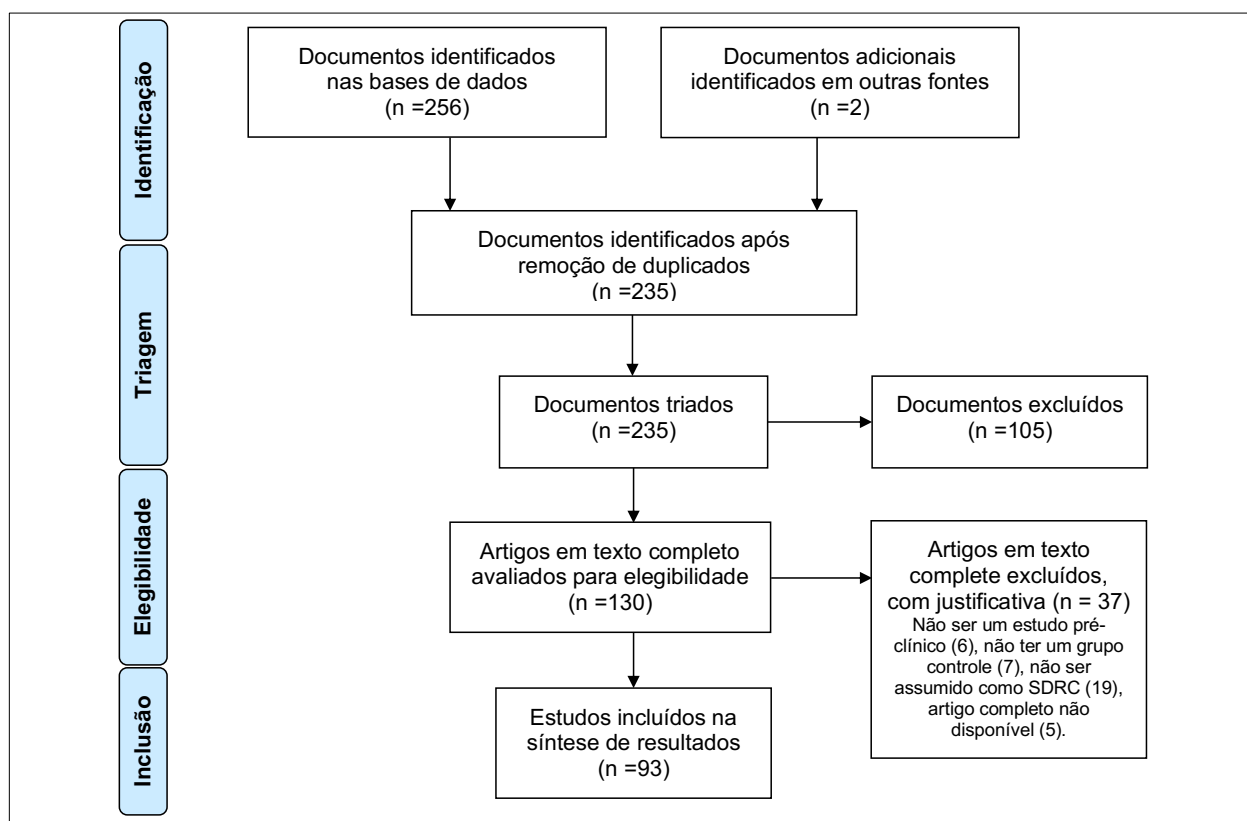 Identificação
Documentos identificados
nas bases de dados
(n =256)
Documentos adicionais
identificados em outras fontes
(n =2)
Documentos identificados após
remoção de duplicados
(n =235)
Triagem
Documentos triados
(n =235)
Documentos excluídos
(n =105)
Elegibilidade
Artigos em texto completo
avaliados para elegibilidade
(n =130)
Artigos em texto
complete excluídos,
com justificativa (n = 37)
Não ser um estudo pré-
clínico (6), não ter um grupo
controle (7), não ser
assumido como SDRC (19),
artigo completo não
disponível (5).
Inclusão
Estudos incluídos na
síntese de resultados
(n =93)